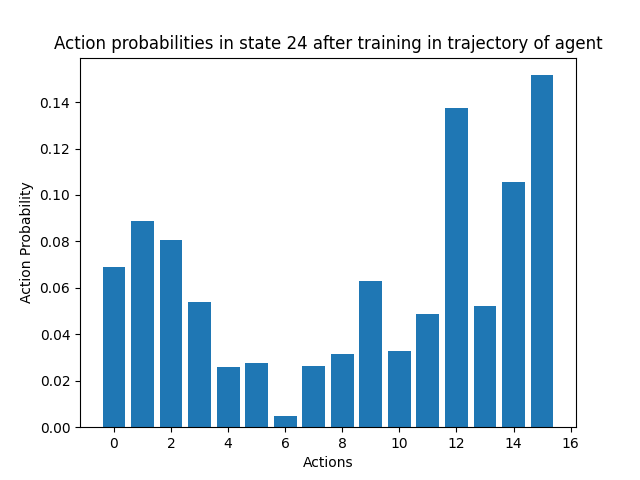 Action probabilities in state 24 after training in trajectory of agent
0.14
0.12
0.10
0.08
0.06
0.04
0.02
0.00
Action Probability
0 2 4 6 8 10 12 14 16
Actions